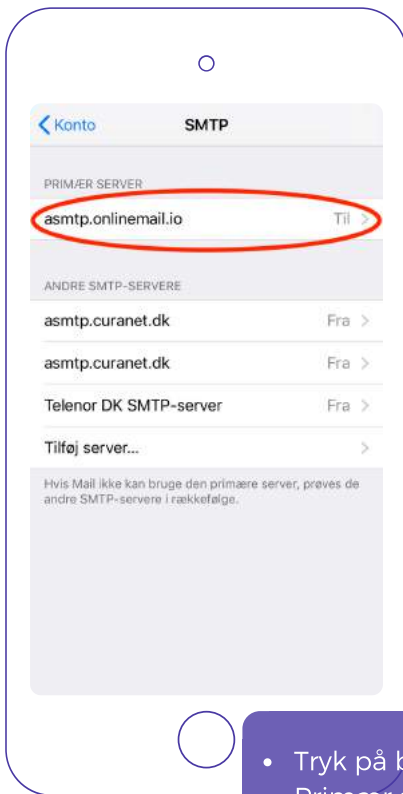 Konto
SMTP
PRIMÆR SERVER
asmtp.onlinemail.io Til
ANDRE SMTP-SERVERE
asmtp.curanet.dk Fra
asmtp.curanet.dk Fra
Telenor DK SMTP-server Fra
Tilføj server...
Hvis Mail ikke kan bruge den primære server, prøves de
andre SMTP-servere i rækkefølge.
• Tryk på